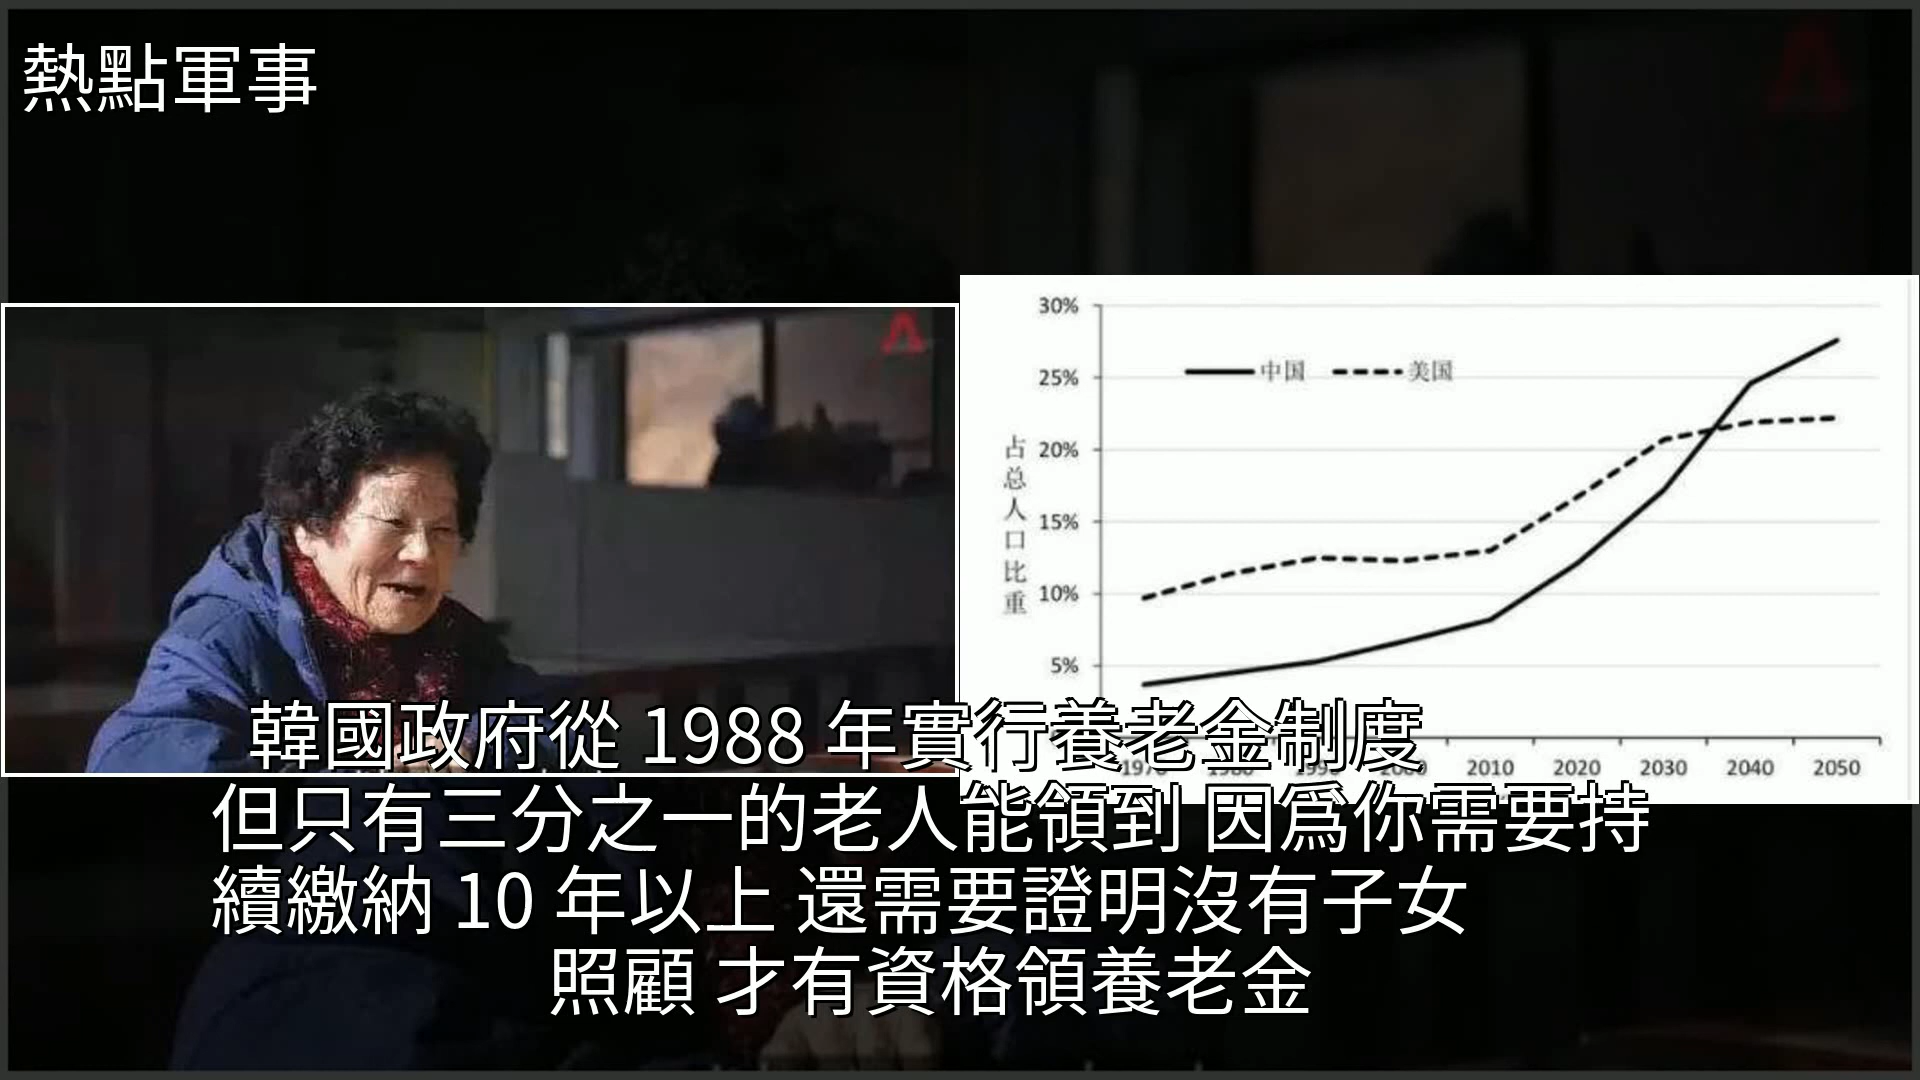 熱點軍事
30%
中国 美国
25%
占总人口比重
20%
15%
10%
5%
韓國政府從 1988 年實行養老金制度
1970 1980 1990 2000 2010 2020 2030 2040 2050
但只有三分之一的老人能領到 因爲你需要持
續繳納 10 年以上 還需要證明沒有子女
照顧 才有資格領養老金